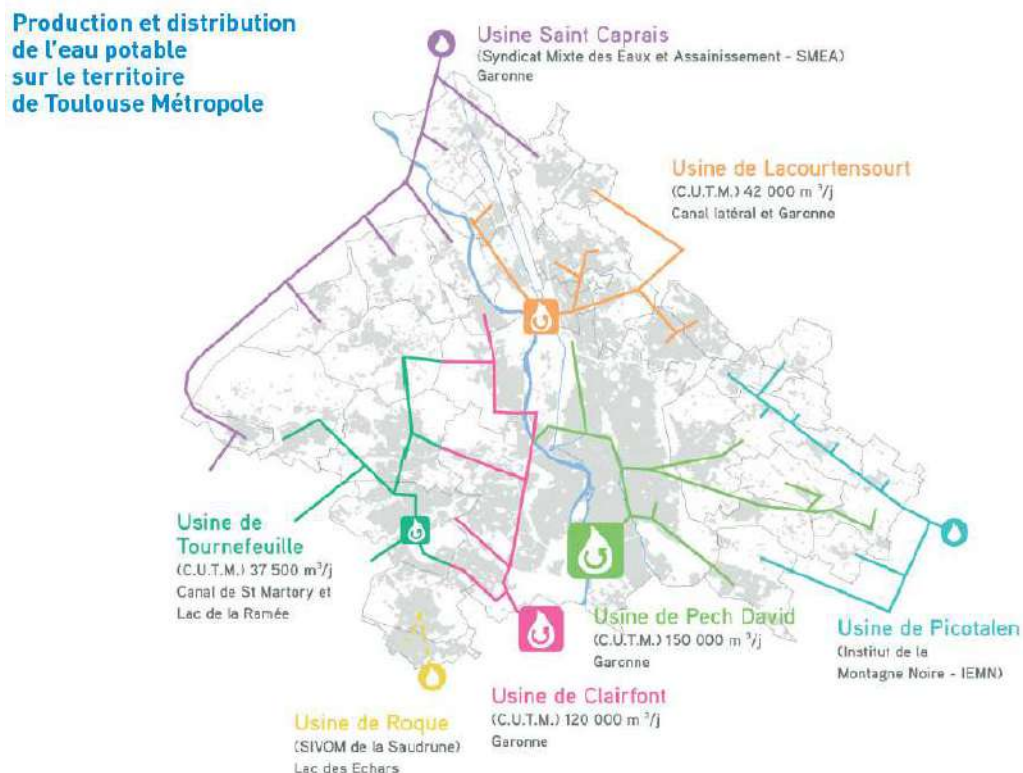 Production et distribution
de l'eau potable
sur le territoire
de Toulouse Métropole
Usine Saint Caprais
(Syndicat Mixte des Eaux et Assainissement - SMEA)
Garonne
Usine de Lacourtensourt
(C.U.T.M.) 42 000 m³/j
Canal latéral et Garonne
Usine de
Tournefeuille
(C.U.T.M.) 37 500 m³/j
Canal de St Martory et
Lac de la Ramée
Usine de Pech David
(C.U.T.M.) 150 000 m³/j
Garonne
Usine de Picotalen
(Institut de la
Montagne Noire - IEMN)
Usine de Clairfont
(C.U.T.M.) 120 000 m³/j
Garonne
Usine de Roque
(SIVOM de la Saudrune)
Lac des Echars